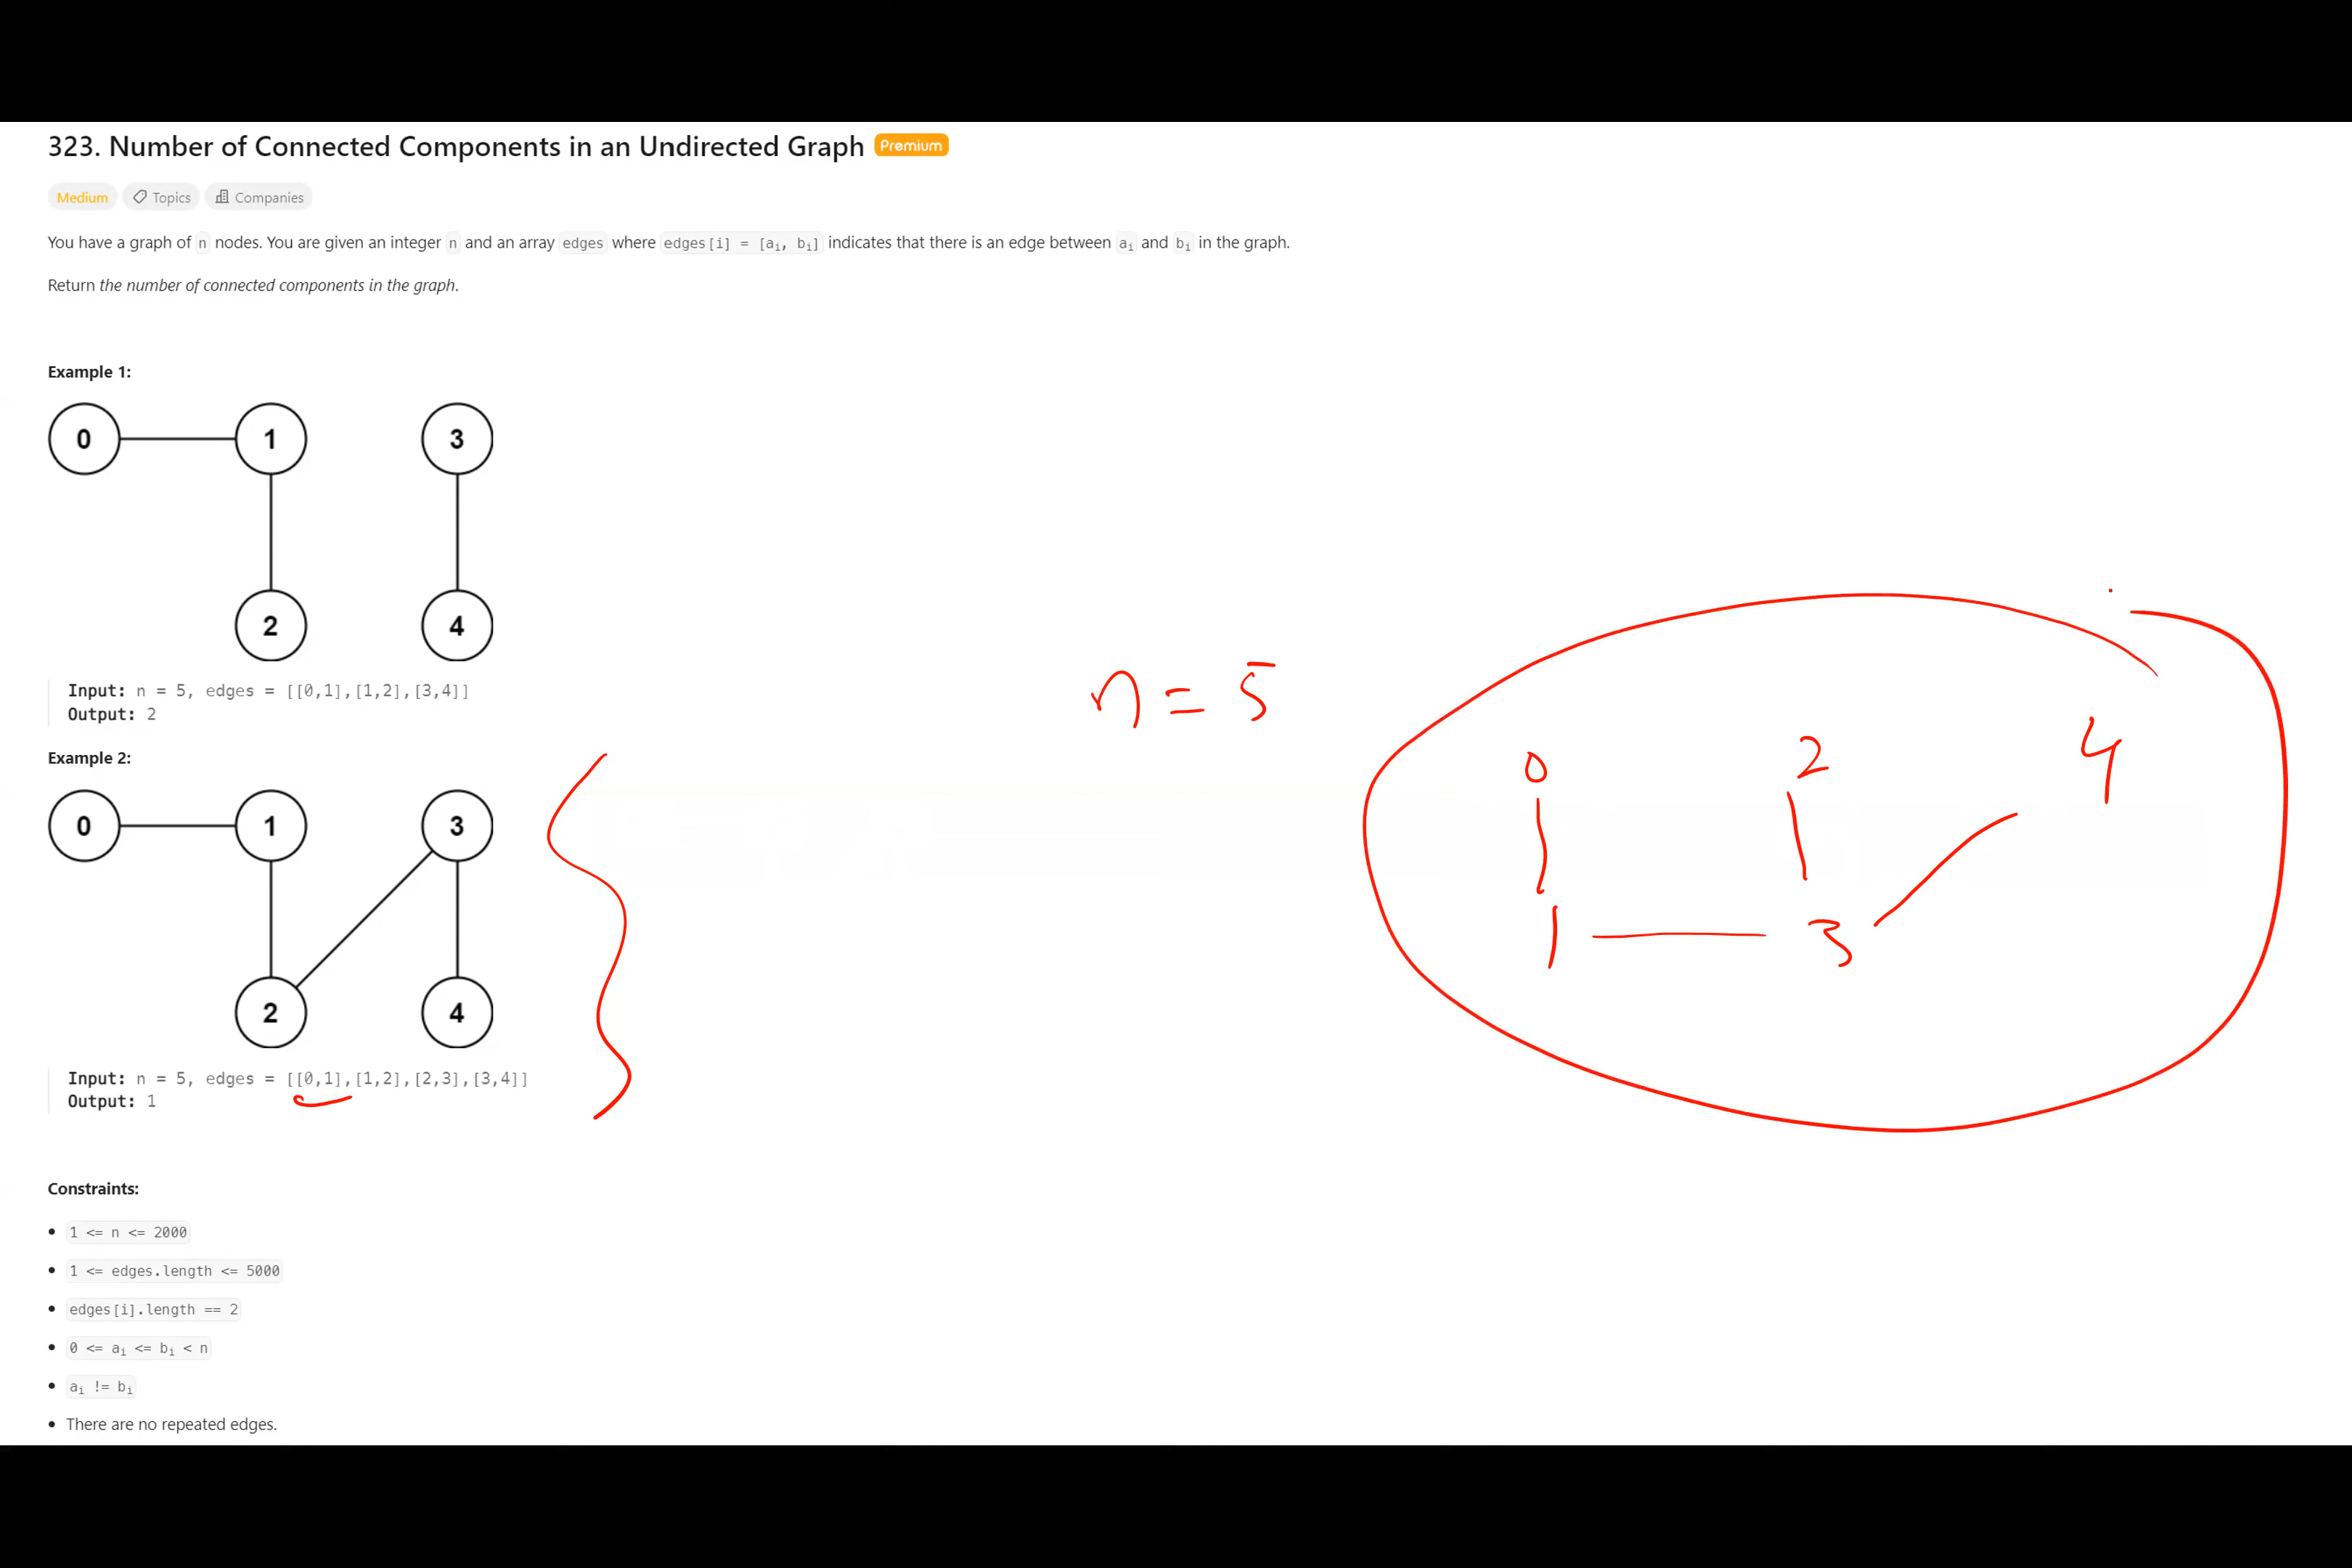 323. Number of Connected Components in an Undirected Graph Premium
Medium Topics Companies
You have a graph of n nodes. You are given an integer n and an array edges where edges[i] = [ai, bi] indicates that there is an edge between ai and bi in the graph.
Return the number of connected components in the graph.
Example 1:
0 1 3
2 4
Input: n = 5, edges = [[0,1],[1,2],[3,4]]
Output: 2
Example 2:
0 1 3
2 4
Input: n = 5, edges = [[0,1],[1,2],[2,3],[3,4]]
Output: 1
Constraints:
1 <= n <= 2000
1 <= edges.length <= 5000
edges[i].length == 2
0 <= ai <= bi < n
ai != bi
There are no repeated edges.
n = 5
0 2 4
1 3